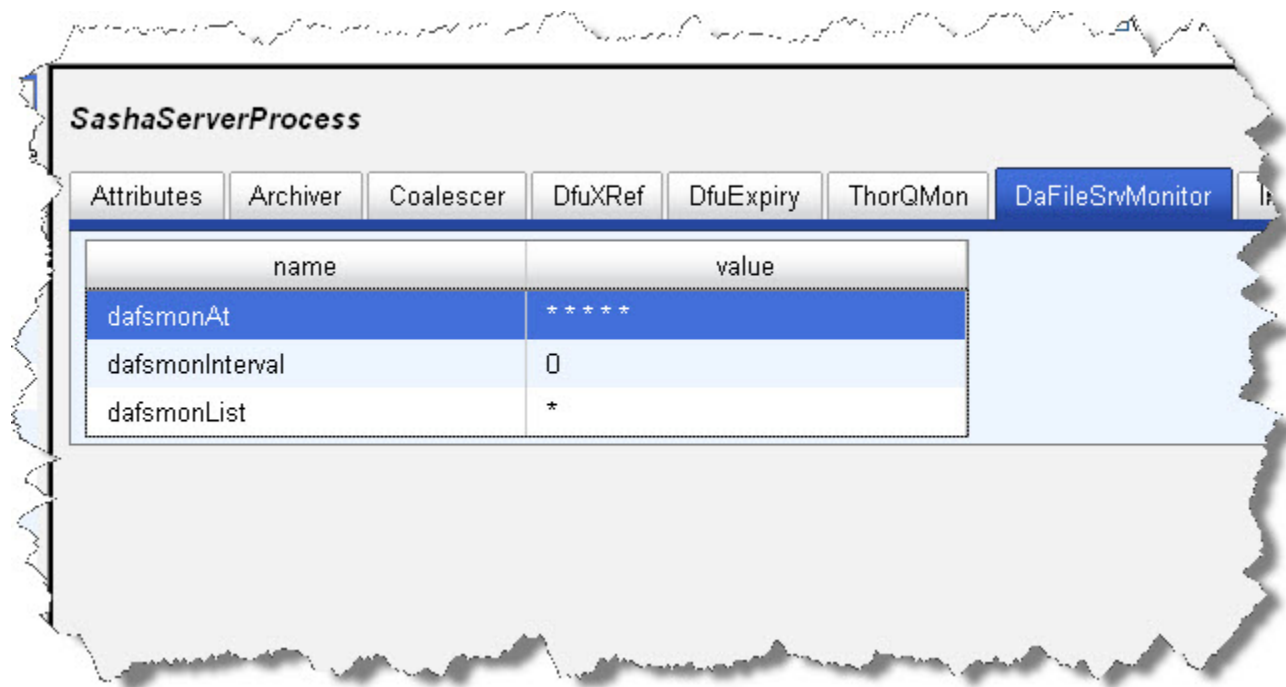 SashaServerProcess
Attributes Archiver Coalescer DfuXRef DfuExpiry ThorQMon DaFileSrvMonitor
name value
dafsmonAt * * * * *
dafsmonInterval 0
dafsmonList *